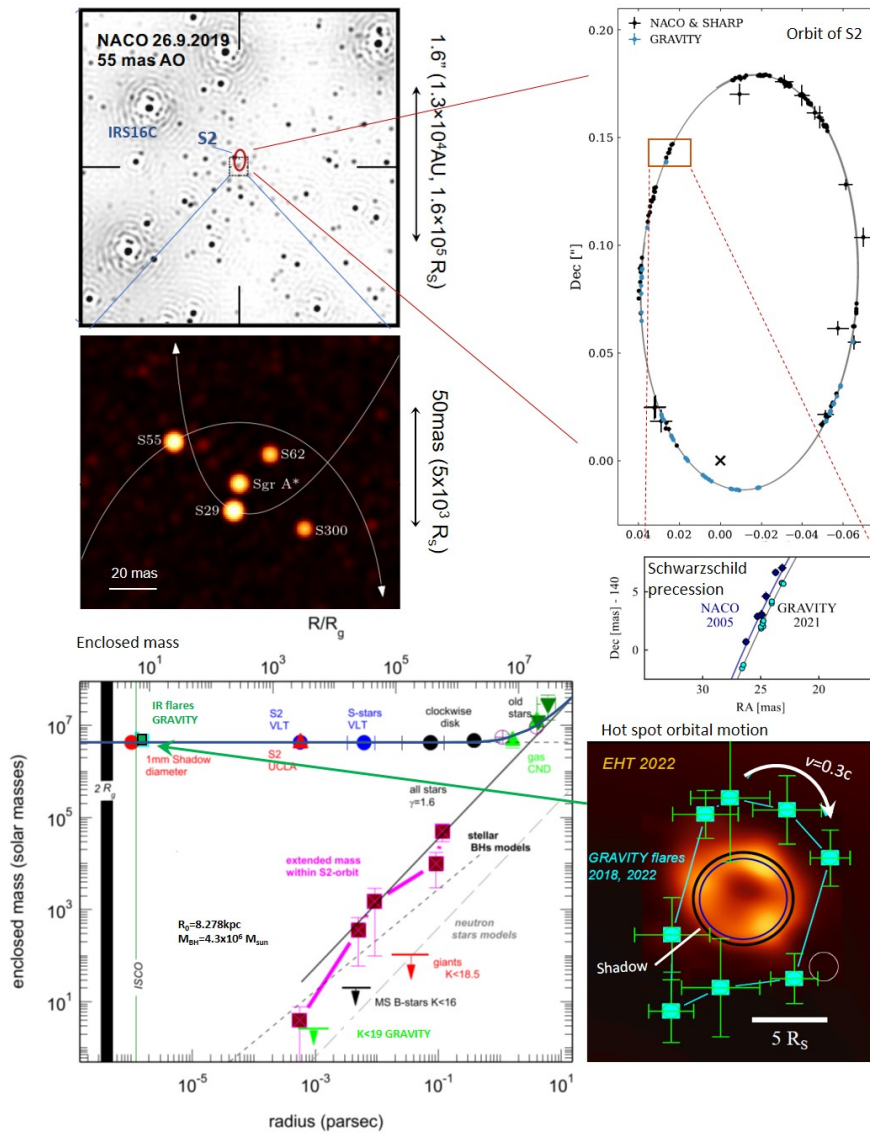 NACO 26.9.2019
55 mas AO
IRS16C
S2
1.6” (1.3×10⁴AU, 1.6×10⁵ Rₛ)
S55
S62
Sgr A*
S29
S300
20 mas
50mas (5x10³ Rₛ)
NACO & SHARP
GRAVITY
Orbit of S2
0.20
0.15
0.10
0.05
0.00
Dec ["]
0.04 0.02 0.00 −0.02 −0.04 −0.06
Schwarzschild
precession
NACO
2005
GRAVITY
2021
5
0
Dec [mas] - 140
30 25 20
RA [mas]
R/R_g
Enclosed mass
10¹ 10³ 10⁵ 10⁷
10⁷
10⁵
10³
10¹
enclosed mass (solar masses)
IR flares
GRAVITY
1mm Shadow
diameter
2 R_g
ISCO
S2
VLT
S2
UCLA
S-stars
VLT
clockwise
disk
old
stars
gas
CND
all stars
γ=1.6
stellar
BHs models
extended mass
within S2-orbit
R₀=8.278kpc
M_BH=4.3x10⁶ M_sun
neutron
stars models
giants
K<18.5
MS B-stars K<16
K<19 GRAVITY
10⁻⁵ 10⁻³ 10⁻¹ 10¹
radius (parsec)
Hot spot orbital motion
EHT 2022
v=0.3c
GRAVITY flares
2018, 2022
Shadow
5 Rₛ